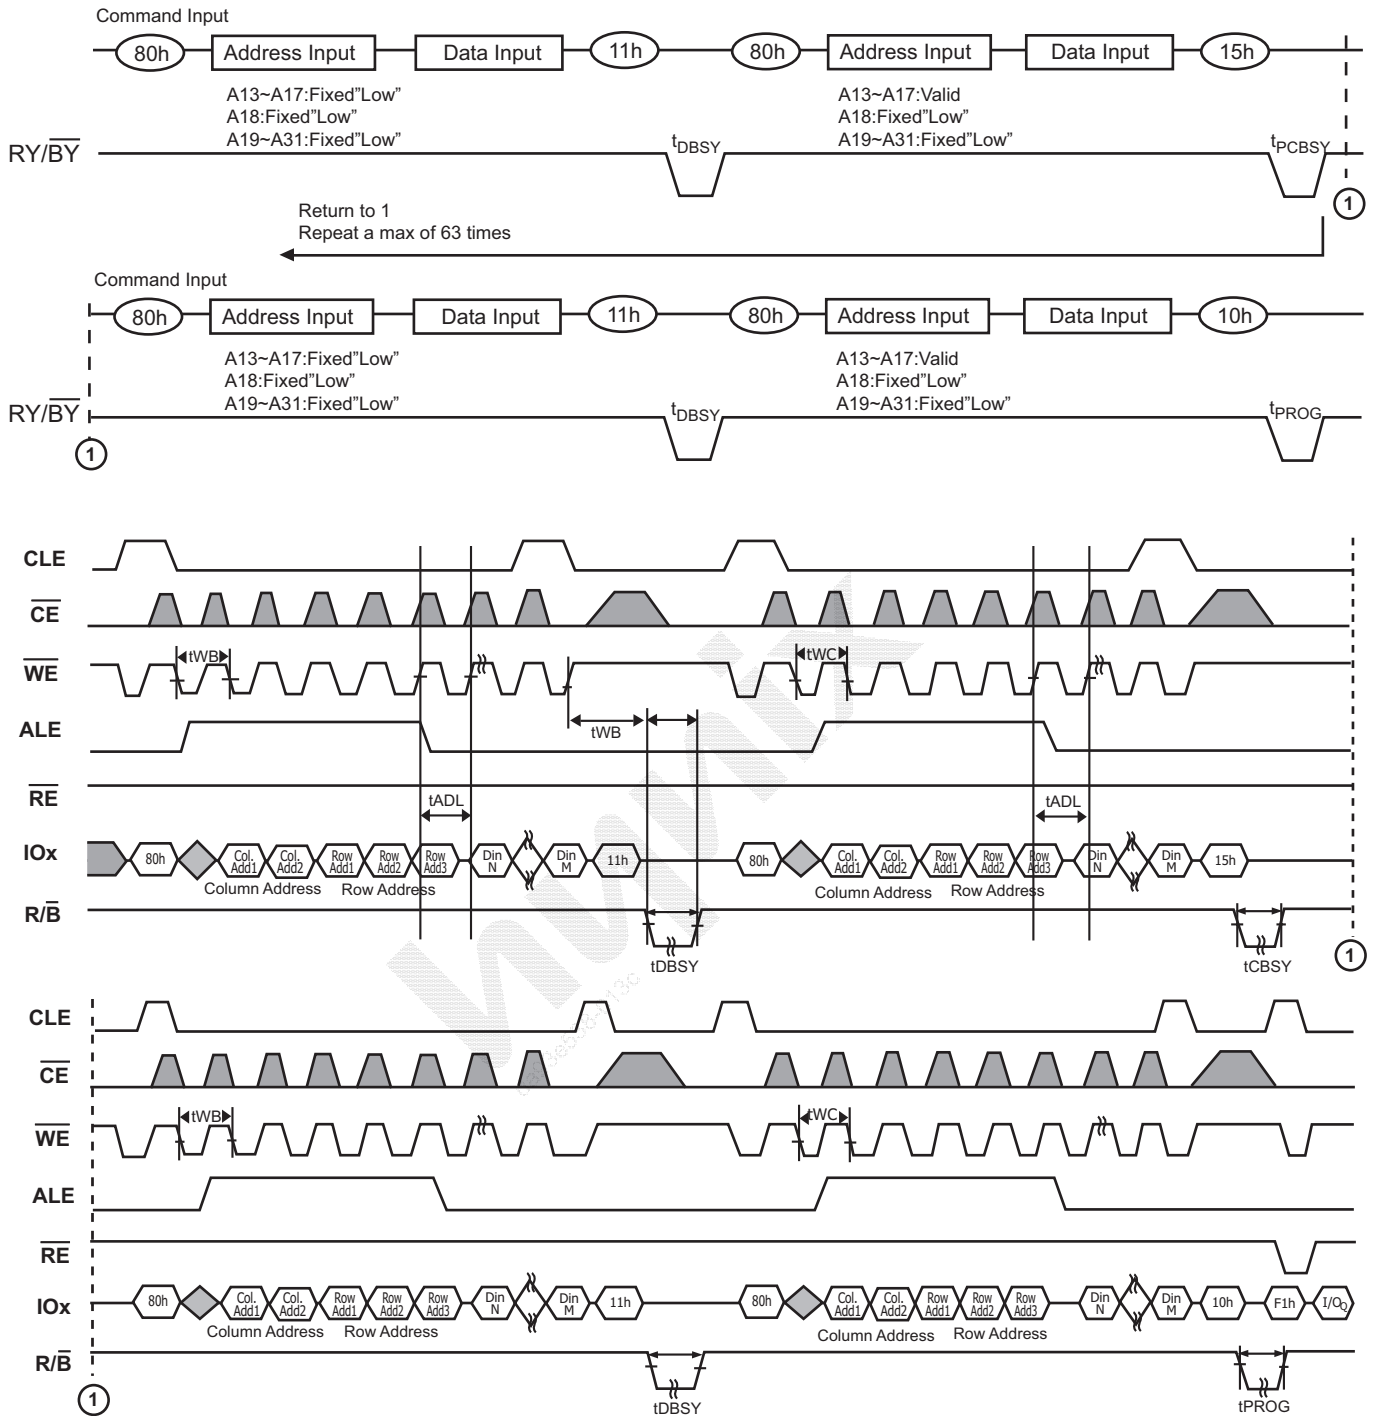 Command Input
80h Address Input Data Input 11h 80h Address Input Data Input 15h
A13~A17:Fixed"Low" A13~A17:Valid
A18:Fixed"Low" A18:Fixed"Low"
A19~A31:Fixed"Low" A19~A31:Fixed"Low"
RY/BY tDBSY tPCBSY
1
Return to 1
Repeat a max of 63 times
Command Input
80h Address Input Data Input 11h 80h Address Input Data Input 10h
A13~A17:Fixed"Low" A13~A17:Valid
A18:Fixed"Low" A18:Fixed"Low"
A19~A31:Fixed"Low" A19~A31:Fixed"Low"
RY/BY tDBSY tPROG
1
CLE
CE
WE tWB tWC
ALE tWB
RE
tADL tADL
IOx 80h Col. Add1 Col. Add2 Row Add1 Row Add2 Row Add3 Din N Din M 11h 80h Col. Add1 Col. Add2 Row Add1 Row Add2 Row Add3 Din N Din M 15h
Column Address Row Address Column Address Row Address
R/B
tDBSY tCBSY 1
CLE
CE
WE tWB tWC
ALE
RE
IOx 80h Col. Add1 Col. Add2 Row Add1 Row Add2 Row Add3 Din N Din M 11h 80h Col. Add1 Col. Add2 Row Add1 Row Add2 Row Add3 Din N Din M 10h F1h I/O0
Column Address Row Address Column Address Row Address
R/B
1 tDBSY tPROG